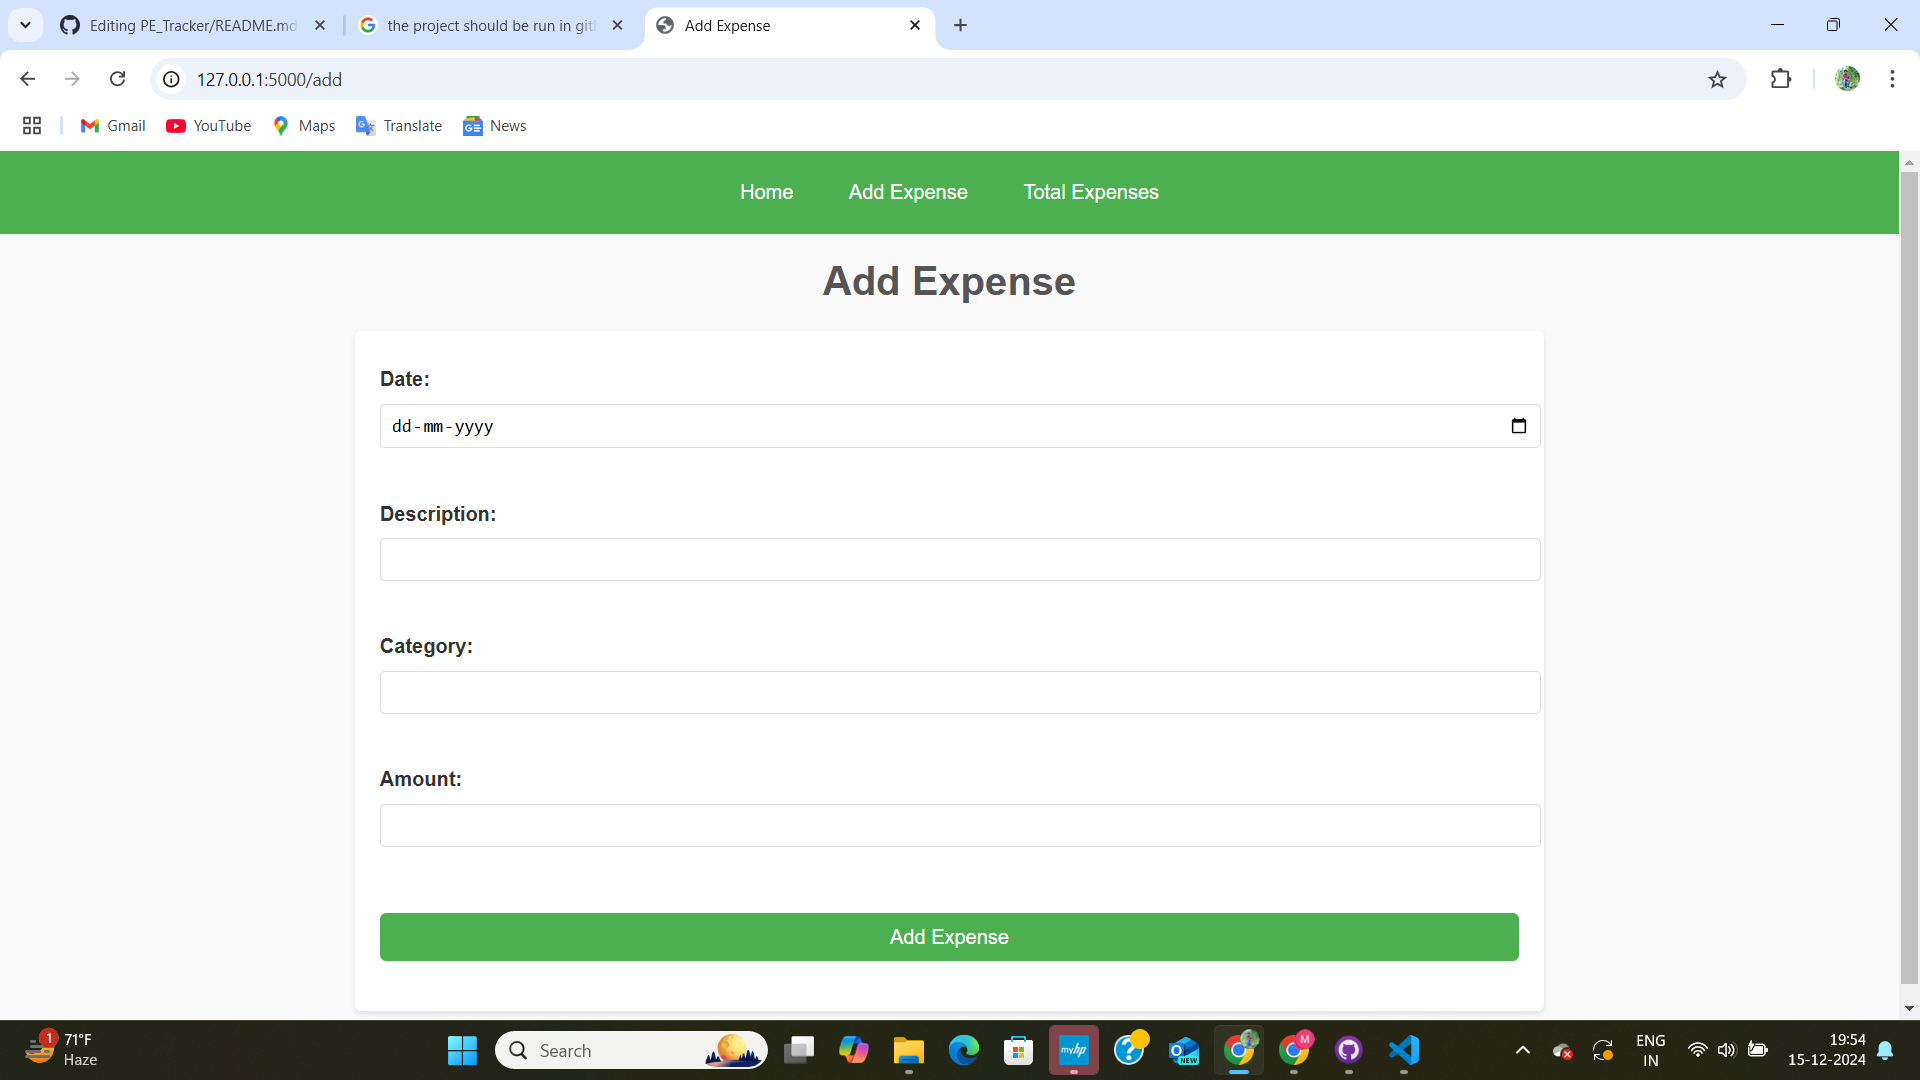 Editing PE_Tracker/README.md
the project should be run in git
Add Expense
127.0.0.1:5000/add
Gmail
YouTube
Maps
Translate
News
Home
Add Expense
Total Expenses
Add Expense
Date:
dd-mm-yyyy
Description:
Category:
Amount:
Add Expense
1
71°F
Haze
Search
myhp
NEW
M
ENG
IN
19:54
15-12-2024